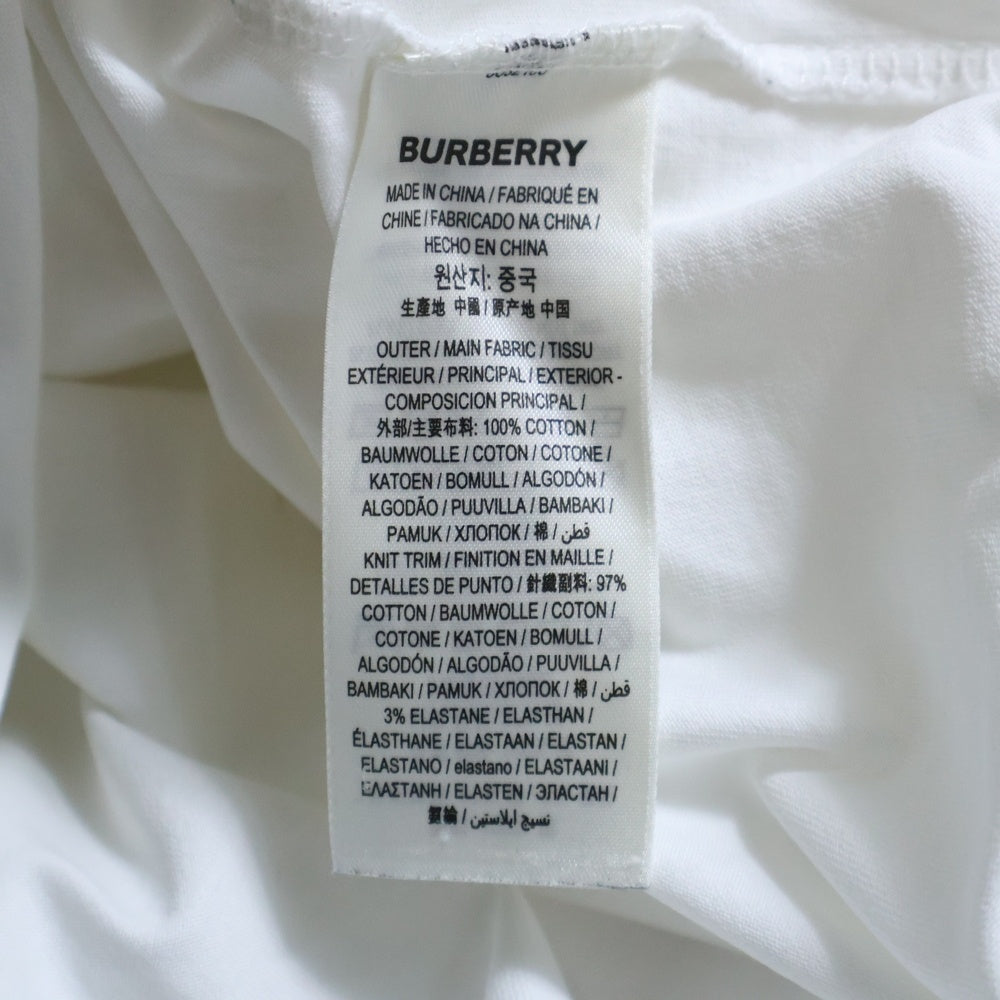 BURBERRY
MADE IN CHINA / FABRIQUÉ EN
CHINE / FABRICADO NA CHINA /
HECHO EN CHINA
원산지: 중국
生產地 中國 / 原产地 中国
OUTER / MAIN FABRIC / TISSU
EXTÉRIEUR / PRINCIPAL / EXTERIOR -
COMPOSICION PRINCIPAL /
外部/主要布料: 100% COTTON /
BAUMWOLLE / COTON / COTONE /
KATOEN / BOMULL / ALGODÓN /
ALGODÃO / PUUVILLA / BAMBAKI /
PAMUK / ХЛОПОК / 棉 / قطن
KNIT TRIM / FINITION EN MAILLE /
DETALLES DE PUNTO / 針織副料: 97%
COTTON / BAUMWOLLE / COTON /
COTONE / KATOEN / BOMULL /
ALGODÓN / ALGODÃO / PUUVILLA /
BAMBAKI / PAMUK / ХЛОПОК / 棉 / قطن
3% ELASTANE / ELASTHAN /
ÉLASTHANE / ELASTAAN / ELASTAN /
ELASTANO / elastano / ELASTAANI /
ΕΛΑΣΤΑΝΗ / ELASTEN / ЭЛАСТАН /
氨綸 / نسيج ايلاستين